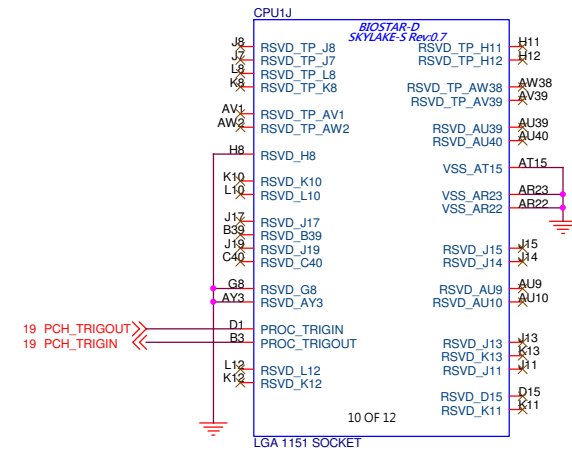 CPU1J
BIOSTAR-D
SKYLAKE-S Rev:0.7
J8 RSVD_TP_J8 RSVD_TP_H11 H11
J7 RSVD_TP_J7 RSVD_TP_H12 H12
L8 RSVD_TP_L8
K8 RSVD_TP_K8 RSVD_TP_AW38 AW38
RSVD_TP_AV39 AV39
AV1 RSVD_TP_AV1
AW2 RSVD_TP_AW2 RSVD_AU39 AU39
RSVD_AU40 AU40
H8 RSVD_H8
VSS_AT15 AT15
K10 RSVD_K10
L10 RSVD_L10 VSS_AR23 AR23
VSS_AR22 AR22
J17 RSVD_J17
B39 RSVD_B39
J19 RSVD_J19 RSVD_J15 J15
C40 RSVD_C40 RSVD_J14 J14
G8 RSVD_G8 RSVD_AU9 AU9
AY3 RSVD_AY3 RSVD_AU10 AU10
19 PCH_TRIGOUT D1 PROC_TRIGIN
19 PCH_TRIGIN B3 PROC_TRIGOUT RSVD_J13 J13
RSVD_K13 K13
L12 RSVD_L12 RSVD_J11 J11
K12 RSVD_K12
RSVD_D15 D15
RSVD_K11 K11
10 OF 12
LGA 1151 SOCKET